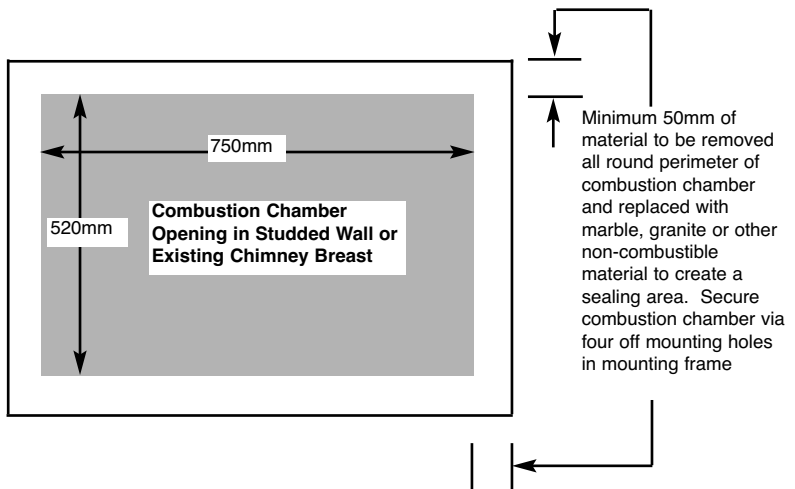 750mm
520mm
Combustion Chamber
Opening in Studded Wall or
Existing Chimney Breast
Minimum 50mm of
material to be removed
all round perimeter of
combustion chamber
and replaced with
marble, granite or other
non-combustible
material to create a
sealing area.  Secure
combustion chamber via
four off mounting holes
in mounting frame